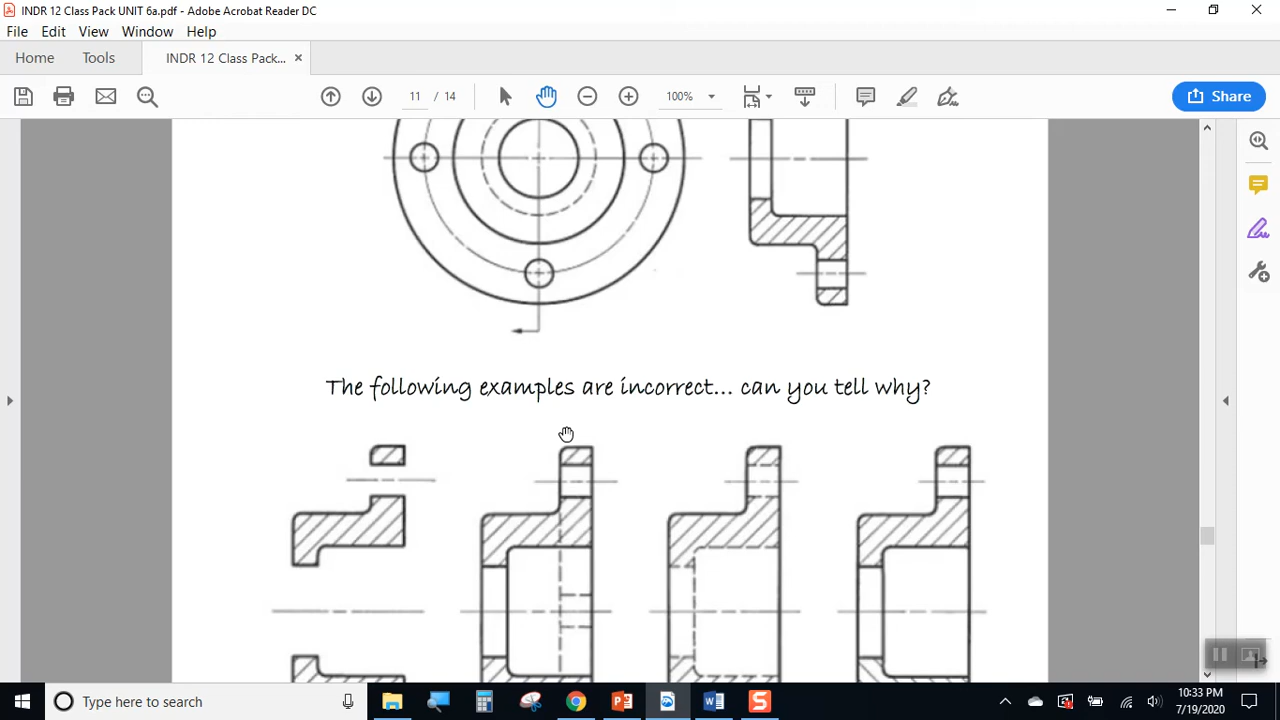 INDR 12 Class Pack UNIT 6a.pdf - Adobe Acrobat Reader DC
File Edit View Window Help
Home Tools INDR 12 Class Pack... ×
11 / 14 100% Share
The following examples are incorrect... can you tell why?
Type here to search
10:33 PM
7/19/2020